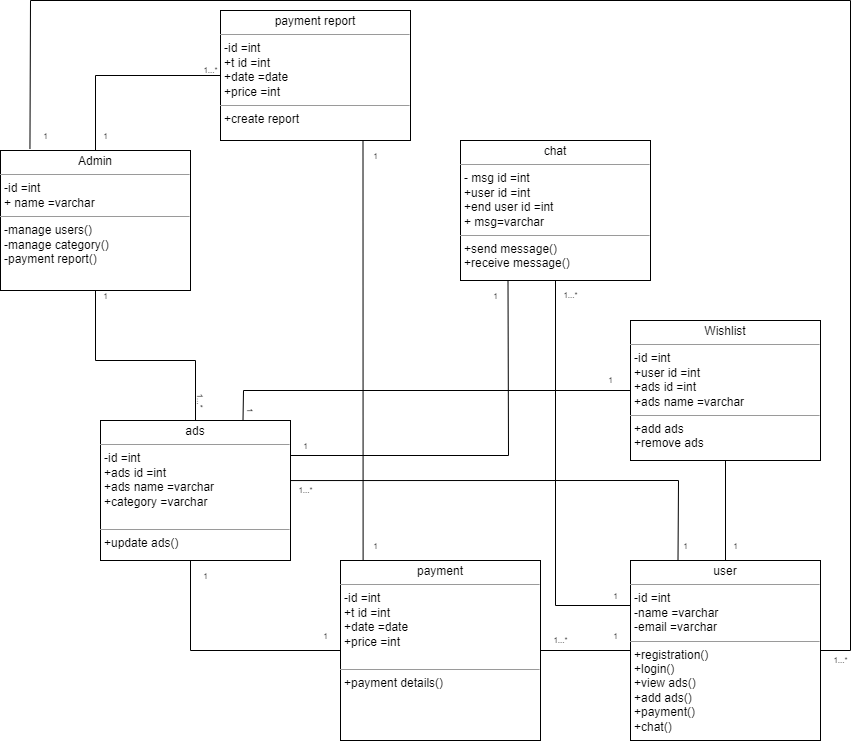 payment report
-id =int
+t id =int
+date =date
+price =int
+create report
1...*
1
1
1
Admin
-id =int
+ name =varchar
-manage users()
-manage category()
-payment report()
1
chat
- msg id =int
+user id =int
+end user id =int
+ msg=varchar
+send message()
+receive message()
1
1...*
Wishlist
-id =int
+user id =int
+ads id =int
+ads name =varchar
+add ads
+remove ads
1
1
1...*
ads
-id =int
+ads id =int
+ads name =varchar
+category =varchar
+update ads()
1
1...*
1
1
1
1
payment
-id =int
+t id =int
+date =date
+price =int
+payment details()
1
1...*
user
-id =int
-name =varchar
-email =varchar
+registration()
+login()
+view ads()
+add ads()
+payment()
+chat()
1
1
1...*